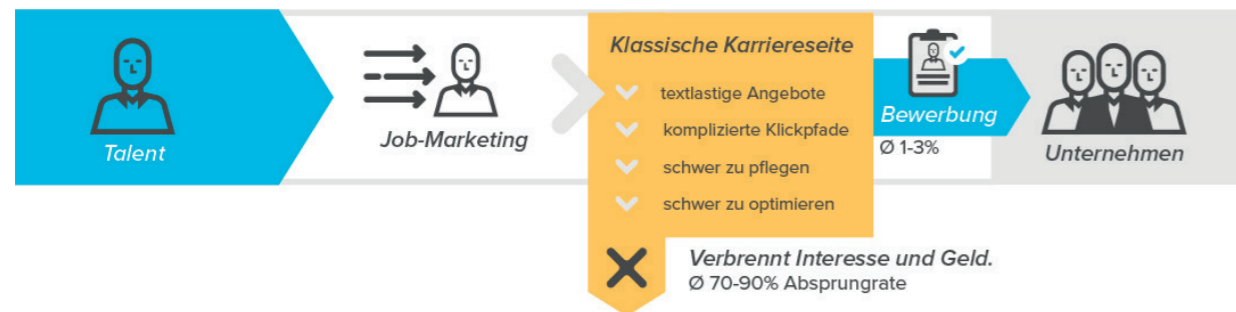 Talent
Job-Marketing
Klassische Karriereseite
textlastige Angebote
komplizierte Klickpfade
schwer zu pflegen
schwer zu optimieren
Verbrennt Interesse und Geld.
Ø 70-90% Absprungrate
Bewerbung
Ø 1-3%
Unternehmen